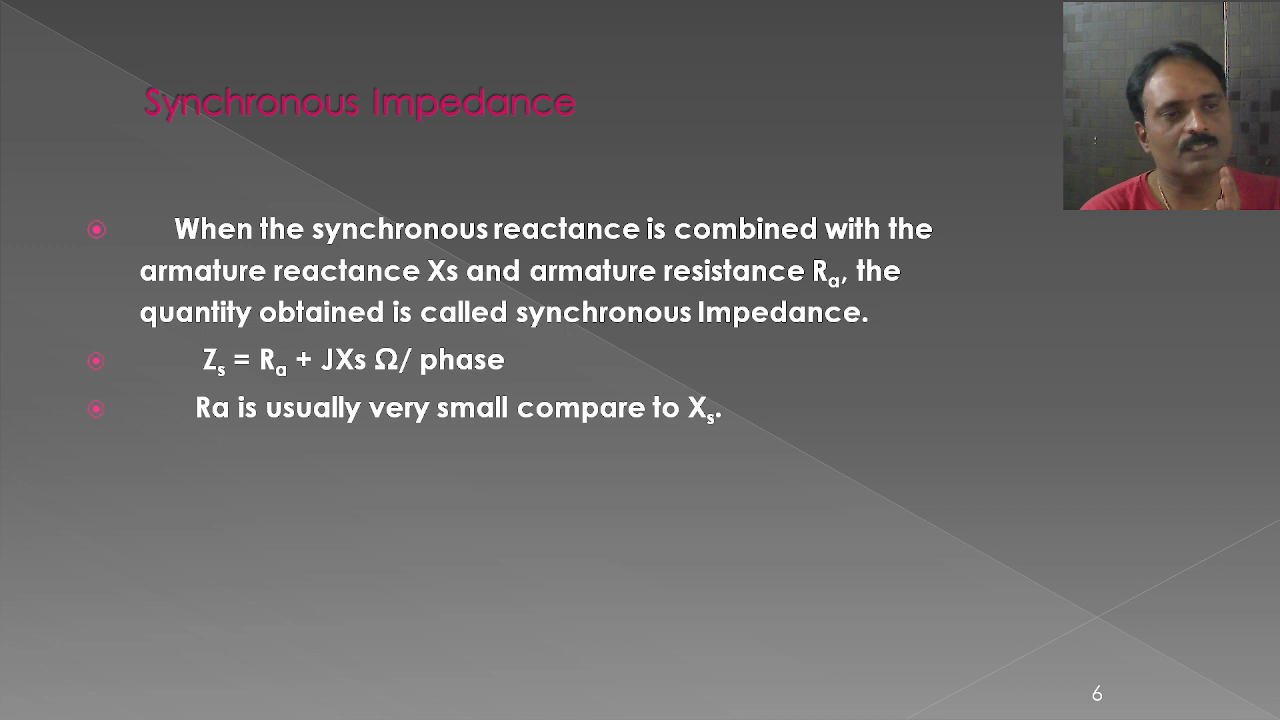 Synchronous Impedance
When the synchronous reactance is combined with the
armature reactance Xs and armature resistance Rₐ, the
quantity obtained is called synchronous Impedance.
Zₛ = Rₐ + JXs Ω/ phase
Ra is usually very small compare to Xₛ.
6